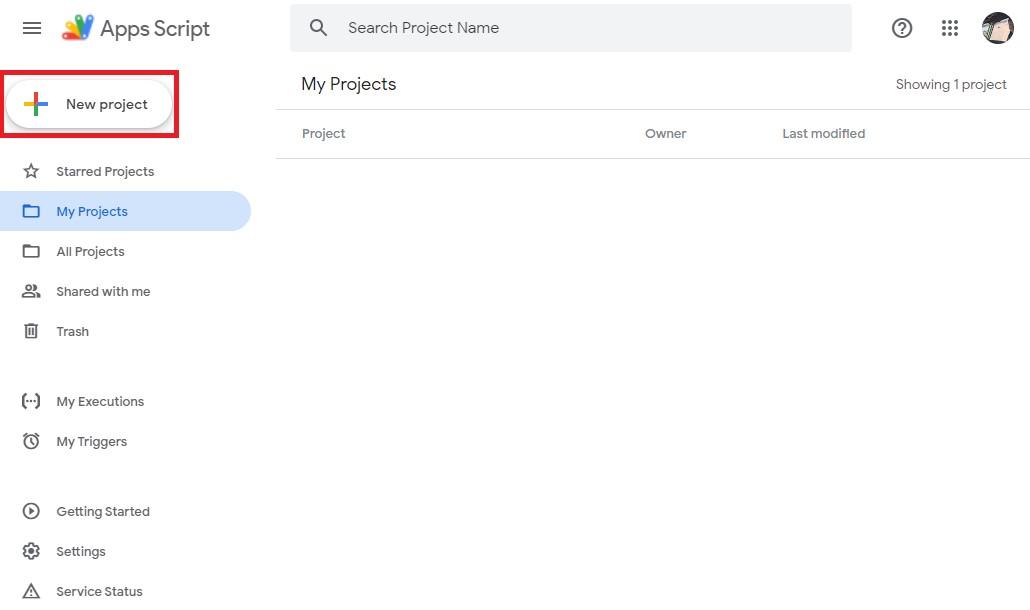 Apps Script
Search Project Name
New project
My Projects
Showing 1 project
Project Owner Last modified
Starred Projects
My Projects
All Projects
Shared with me
Trash
My Executions
My Triggers
Getting Started
Settings
Service Status